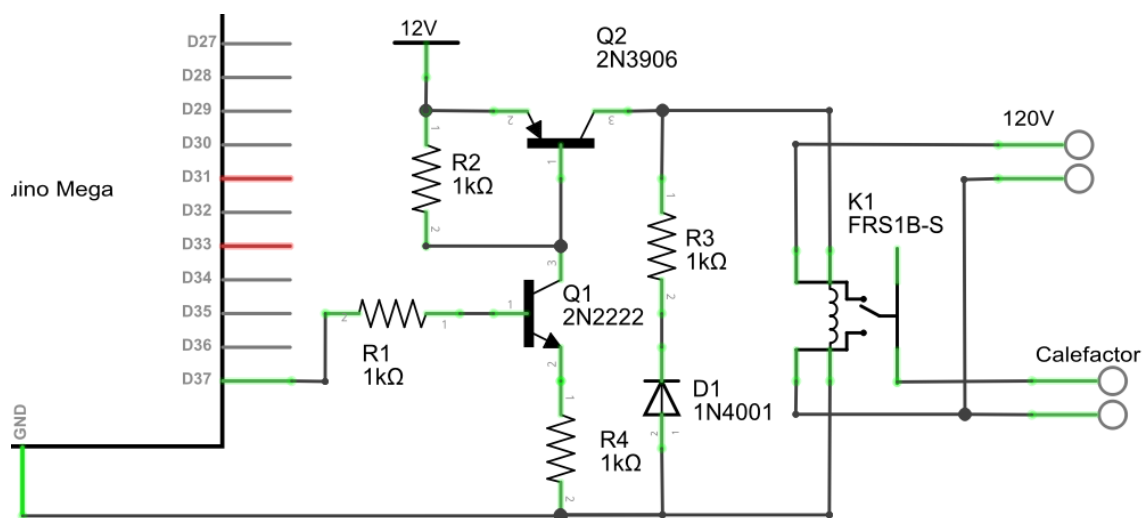 D27
D28
D29
D30
D31
D32
D33
D34
D35
D36
D37
uino Mega
GND
12V
Q2
2N3906
2
3
1
1
R2
1kΩ
2
3
Q1
2N2222
1
2
2
1
R1
1kΩ
1
R4
1kΩ
2
1
R3
1kΩ
2
D1
1N4001
2
1
120V
K1
FRS1B-S
Calefactor